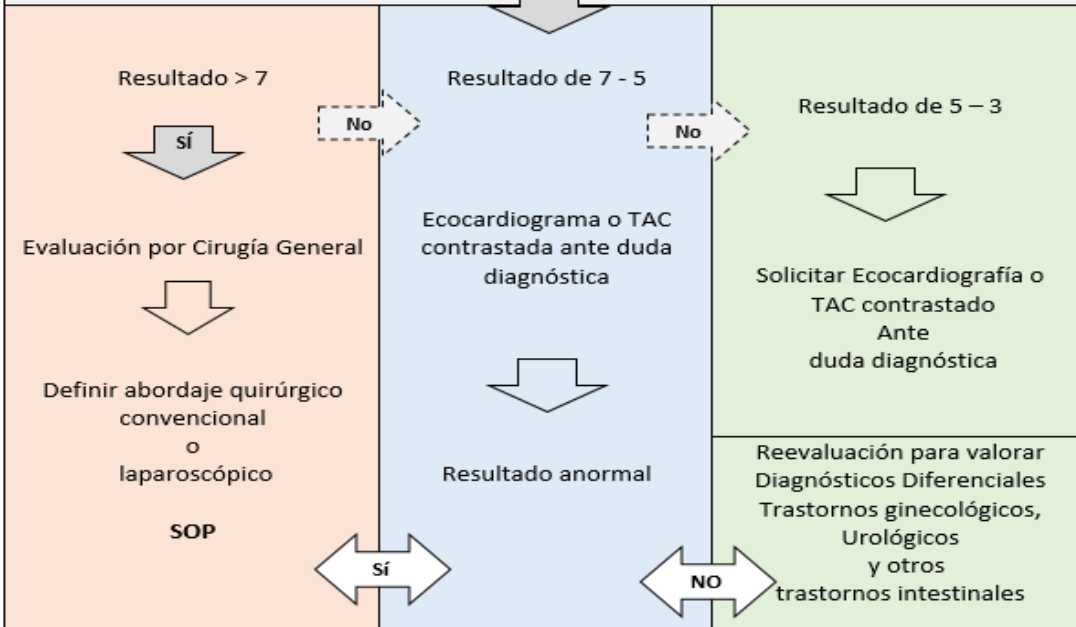 Resultado > 7
SÍ
Evaluación por Cirugía General
Definir abordaje quirúrgico
convencional
o
laparoscópico
SOP
No
Resultado de 7 - 5
Ecocardiograma o TAC
contrastada ante duda
diagnóstica
Resultado anormal
Sí
No
Resultado de 5 – 3
Solicitar Ecocardiografía o
TAC contrastado
Ante
duda diagnóstica
Reevaluación para valorar
Diagnósticos Diferenciales
Trastornos ginecológicos,
Urológicos
y otros
trastornos intestinales
NO